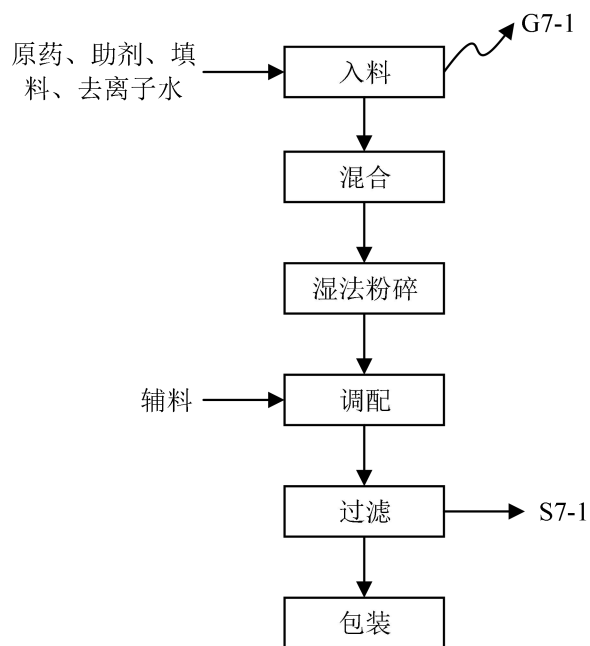 G7-1
原药、助剂、填
料、去离子水
入料
混合
湿法粉碎
辅料
调配
过滤
S7-1
包装